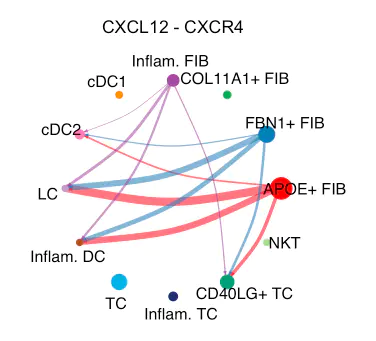 CXCL12 - CXCR4
Inflam. FIB
cDC1
COL11A1+ FIB
cDC2
FBN1+ FIB
LC
APOE+ FIB
Inflam. DC
NKT
TC
CD40LG+ TC
Inflam. TC